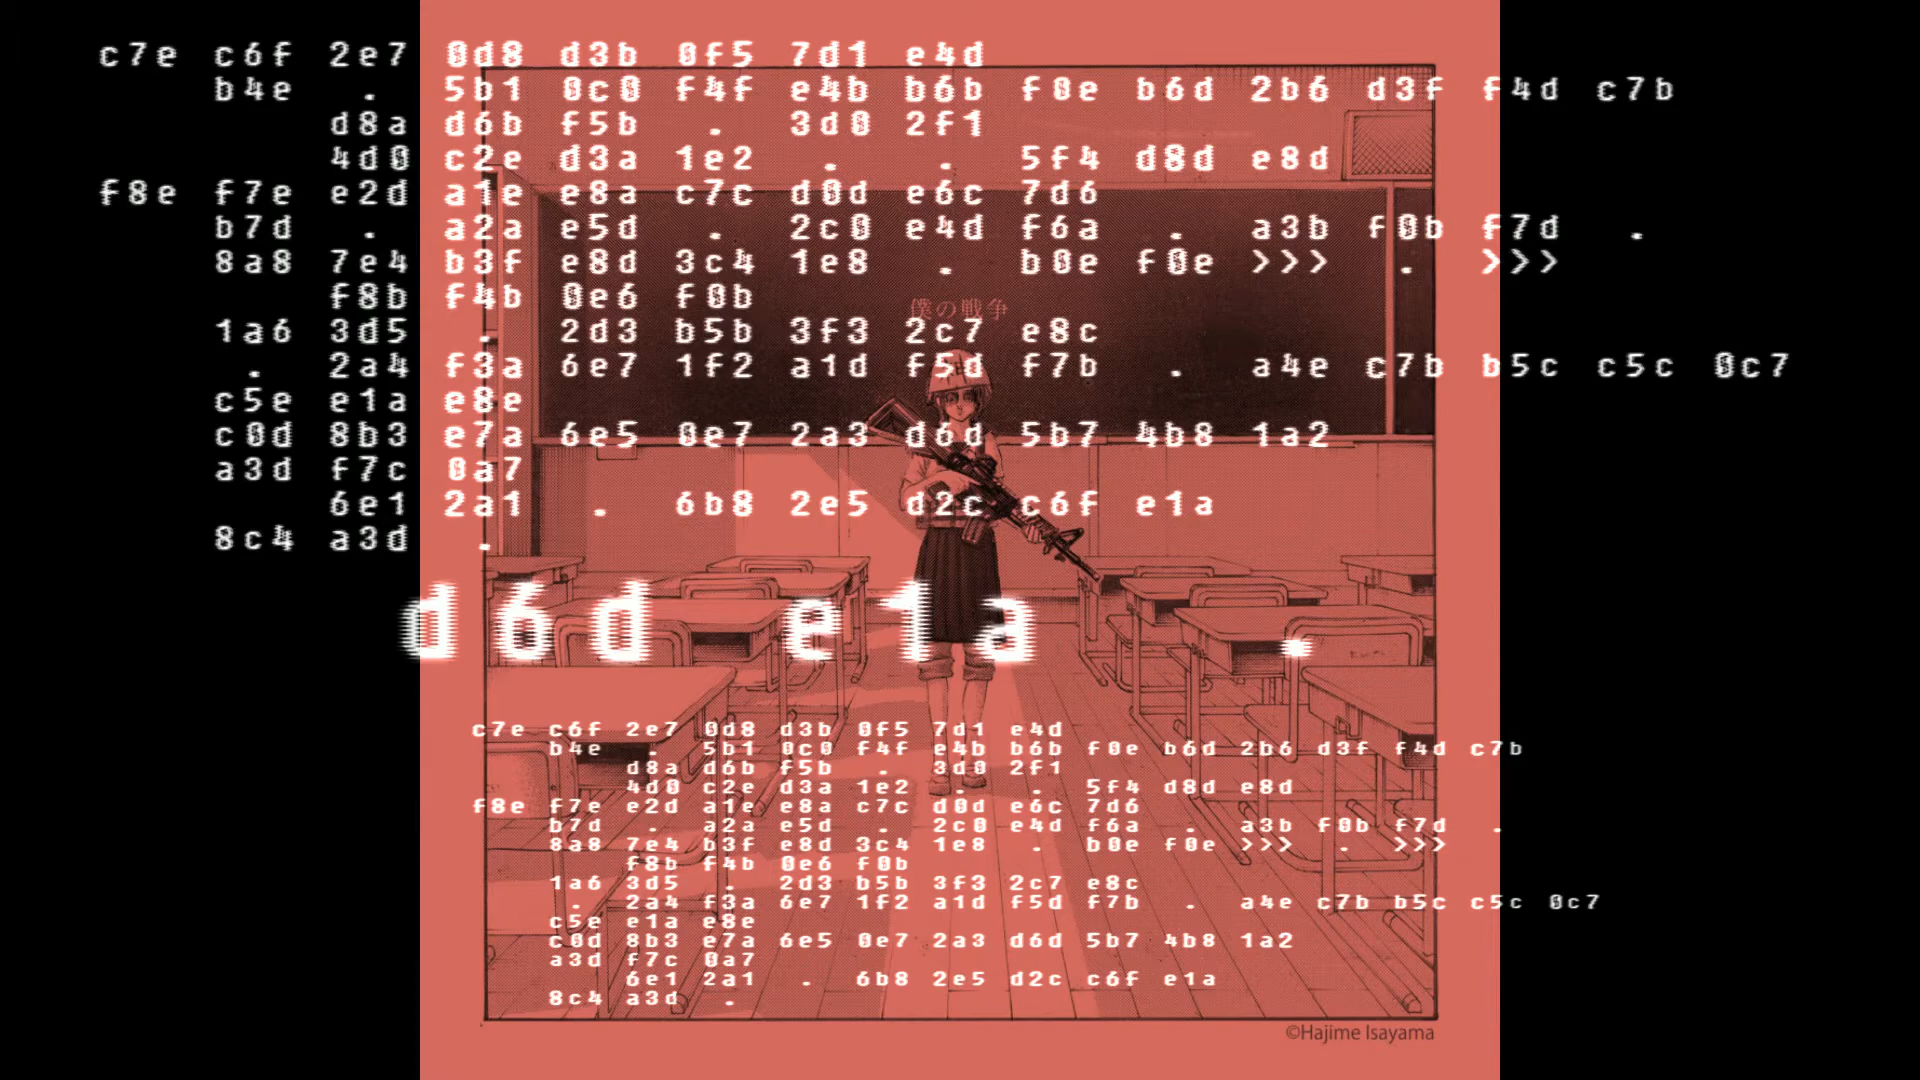 c7e c6f 2e7 0d8 d3b 0f5 7d1 e4d
b4e . 5b1 0c0 f4f e4b b6b f0e b6d 2b6 d3f f4d c7b
d8a d6b f5b . 3d0 2f1
4d0 c2e d3a 1e2 . . 5f4 d8d e8d
f8e f7e e2d a1e e8a c7c d0d e6c 7d6
b7d . a2a e5d . 2c0 e4d f6a . a3b f0b f7d .
8a8 7e4 b3f e8d 3c4 1e8 . b0e f0e >>> . >>>
f8b f4b 0e6 f0b
僕の戦争
1a6 3d5 . 2d3 b5b 3f3 2c7 e8c
. 2a4 f3a 6e7 1f2 a1d f5d f7b . a4e c7b b5c c5c 0c7
c5e e1a e8e
c0d 8b3 e7a 6e5 0e7 2a3 d6d 5b7 4b8 1a2
a3d f7c 0a7
6e1 2a1 . 6b8 2e5 d2c c6f e1a
8c4 a3d .
d6d e1a .
c7e c6f 2e7 0d8 d3b 0f5 7d1 e4d
b4e . 5b1 0c0 f4f e4b b6b f0e b6d 2b6 d3f f4d c7b
d8a d6b f5b . 3d0 2f1
4d0 c2e d3a 1e2 . . 5f4 d8d e8d
f8e f7e e2d a1e e8a c7c d0d e6c 7d6
b7d . a2a e5d . 2c0 e4d f6a . a3b f0b f7d .
8a8 7e4 b3f e8d 3c4 1e8 . b0e f0e >>> . >>>
f8b f4b 0e6 f0b
1a6 3d5 . 2d3 b5b 3f3 2c7 e8c
. 2a4 f3a 6e7 1f2 a1d f5d f7b . a4e c7b b5c c5c 0c7
c5e e1a e8e
c0d 8b3 e7a 6e5 0e7 2a3 d6d 5b7 4b8 1a2
a3d f7c 0a7
6e1 2a1 . 6b8 2e5 d2c c6f e1a
8c4 a3d .
©Hajime Isayama